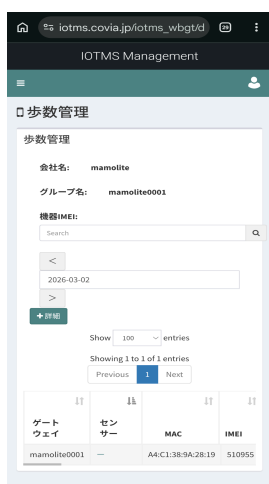 iotms.covia.jp/iotms_wbgt/d
29
IOTMS Management
歩数管理
歩数管理
会社名: mamolite
グループ名: mamolite0001
機器IMEI:
Search
<
2026-03-02
>
+詳細
Show 100 entries
Showing 1 to 1 of 1 entries
Previous 1 Next
ゲートウェイ センサー MAC IMEI
mamolite0001 — A4:C1:38:9A:28:19 510955